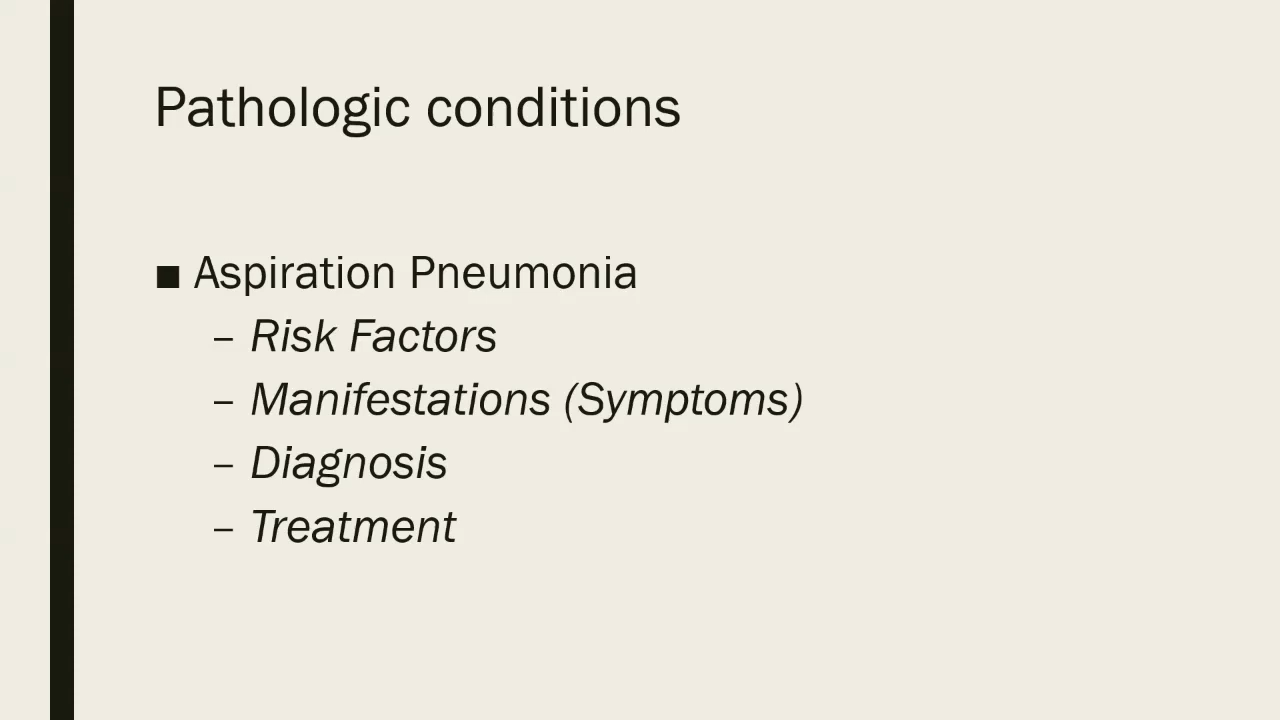 Pathologic conditions
■ Aspiration Pneumonia
– Risk Factors
– Manifestations (Symptoms)
– Diagnosis
– Treatment